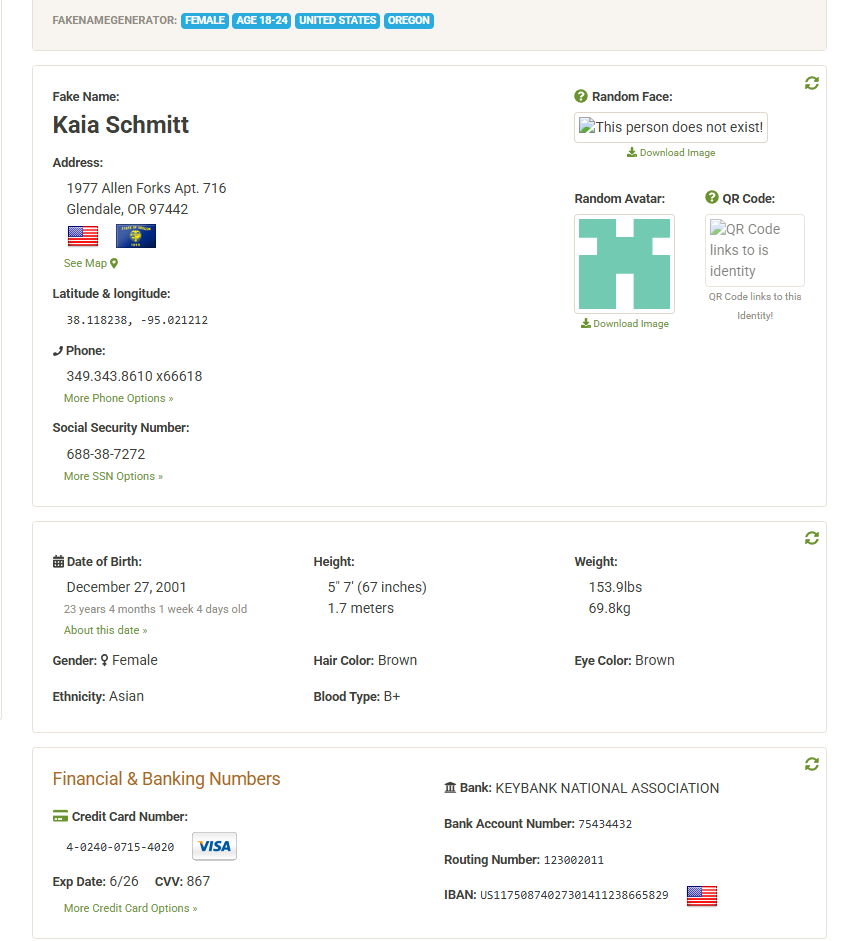 FAKENAMEGENERATOR: FEMALE AGE 18-24 UNITED STATES OREGON
Fake Name:
Kaia Schmitt
Address:
1977 Allen Forks Apt. 716
Glendale, OR 97442
See Map
Latitude & longitude:
38.118238, -95.021212
Phone:
349.343.8610 x66618
More Phone Options »
Social Security Number:
688-38-7272
More SSN Options »
Random Face:
This person does not exist!
Download Image
Random Avatar:
Download Image
QR Code:
QR Code
links to is
identity
QR Code links to this
Identity!
Date of Birth:
December 27, 2001
23 years 4 months 1 week 4 days old
About this date »
Height:
5" 7' (67 inches)
1.7 meters
Weight:
153.9lbs
69.8kg
Gender: Female
Hair Color: Brown
Eye Color: Brown
Ethnicity: Asian
Blood Type: B+
Financial & Banking Numbers
Credit Card Number:
4-0240-0715-4020 VISA
Exp Date: 6/26 CVV: 867
More Credit Card Options »
Bank: KEYBANK NATIONAL ASSOCIATION
Bank Account Number: 75434432
Routing Number: 123002011
IBAN: US11750874027301411238665829